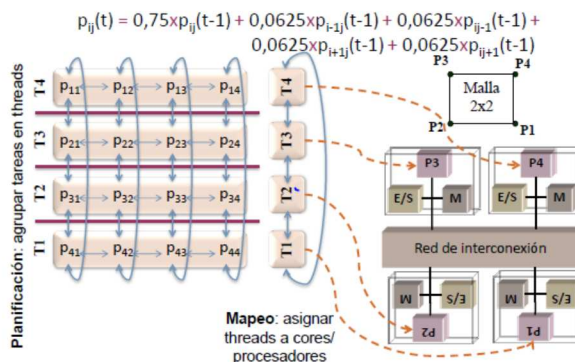 pij(t) = 0,75xpij(t-1) + 0,0625xpi-1j(t-1) + 0,0625xpij-1(t-1) +
0,0625xpi+1j(t-1) + 0,0625xpij+1(t-1)
Planificación: agrupar tareas en threads
T4
p11
p12
p13
p14
T3
p21
p22
p23
p24
T2
p31
p32
p33
p34
T1
p41
p42
p43
p44
T4
T3
T2
T1
Mapeo: asignar
threads a cores/
procesadores
P3
P4
Malla
2x2
P2
P1
P3
E/S
M
P4
E/S
M
Red de interconexión
M
E/S
P2
M
E/S
P1